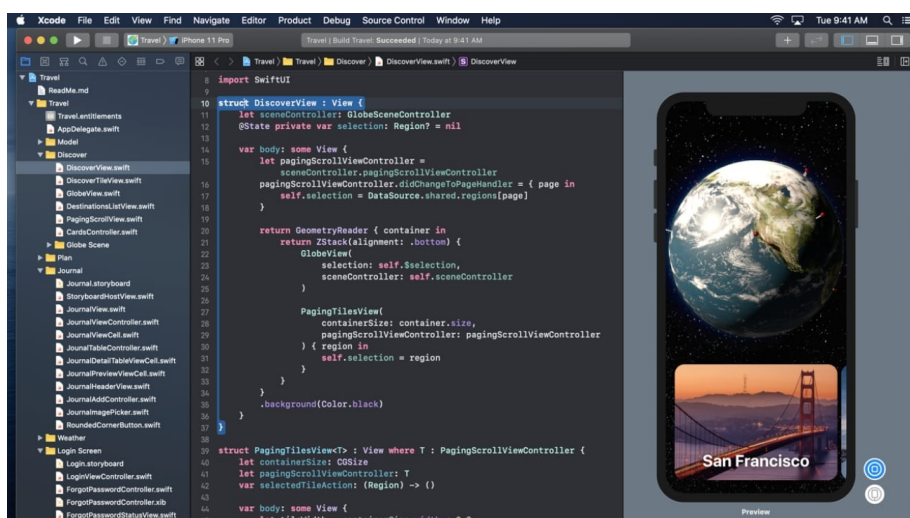 Xcode File Edit View Find Navigate Editor Product Debug Source Control Window Help Tue 9:41 AM
Travel iPhone 11 Pro Travel | Build Travel: Succeeded | Today at 9:41 AM
Travel Travel Discover DiscoverView.swift S DiscoverView
Travel
ReadMe.md
Travel
Travel.entitlements
AppDelegate.swift
Model
Discover
DiscoverView.swift
DiscoverTileView.swift
GlobeView.swift
DestinationsListView.swift
PagingScrollView.swift
CardsController.swift
Globe Scene
Plan
Journal
Journal.storyboard
StoryboardHostView.swift
JournalView.swift
JournalViewController.swift
JournalViewCell.swift
JounalTableController.swift
JournalDetailTableViewCell.swift
JournalPreviewViewCell.swift
JournalHeaderView.swift
JournalAddController.swift
JournalImagePicker.swift
RoundedCornerButton.swift
Weather
Login Screen
Login.storyboard
LoginViewController.swift
ForgotPasswordController.swift
ForgotPasswordController.xib
ForgotPasswordStatusView.swift
8 import SwiftUI
9
10 struct DiscoverView : View {
11 let sceneController: GlobeSceneController
12 @State private var selection: Region? = nil
13
14 var body: some View {
15 let pagingScrollViewController =
sceneController.pagingScrollViewController
16 pagingScrollViewController.didChangeToPageHandler = { page in
17 self.selection = DataSource.shared.regions[page]
18 }
19
20 return GeometryReader { container in
21 return ZStack(alignment: .bottom) {
22 GlobeView(
23 selection: self.$selection,
24 sceneController: self.sceneController
25 )
26
27 PagingTilesView(
28 containerSize: container.size,
29 pagingScrollViewController: pagingScrollViewController
30 ) { region in
31 self.selection = region
32 }
33 }
34 }
35 .background(Color.black)
36 }
37 }
38
39 struct PagingTilesView<T> : View where T : PagingScrollViewController {
40 let containerSize: CGSize
41 let pagingScrollViewController: T
42 var selectedTileAction: (Region) -> ()
43
44 var body: some View {
San Francisco
Preview